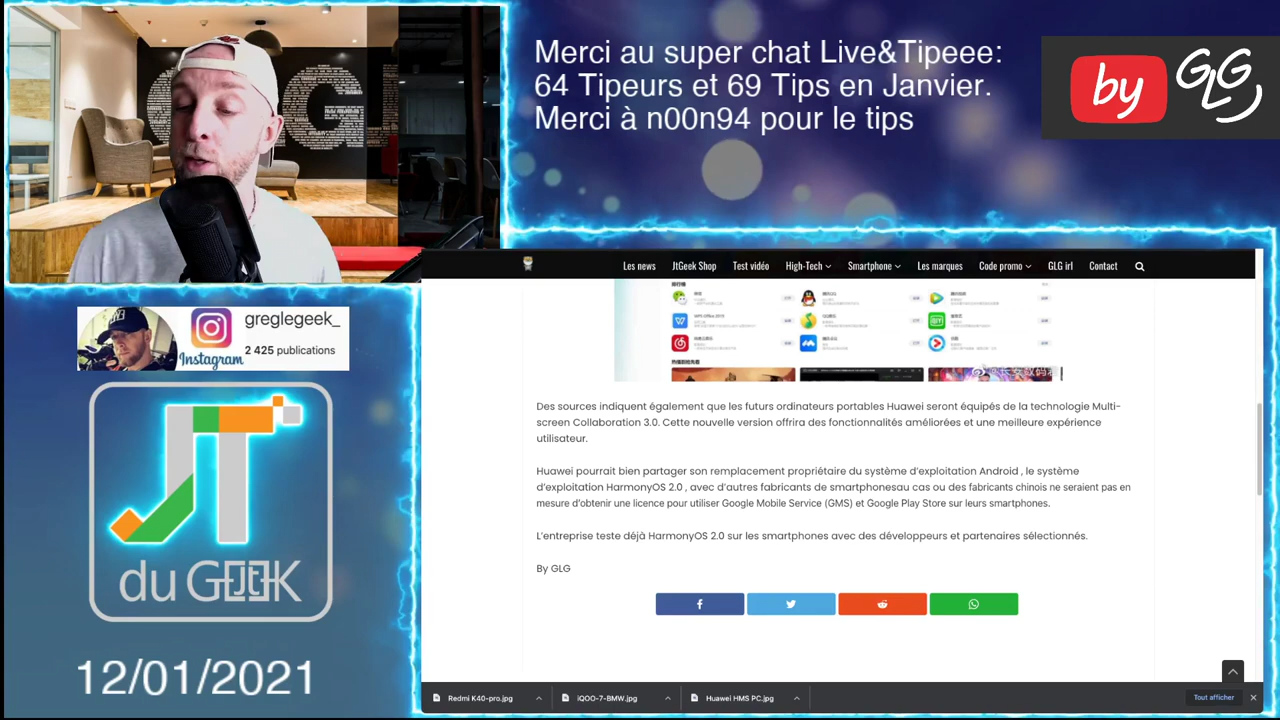 Merci au super chat Live&Tipeee:
64 Tipeurs et 69 Tips en Janvier.
Merci à n00n94 pour le tips
by GLG
greglegeek_
Instagram
2 425 publications
JT
du GEEK
12/01/2021
Les news JtGeek Shop Test vidéo High-Tech Smartphone Les marques Code promo GLG irl Contact
Des sources indiquent également que les futurs ordinateurs portables Huawei seront équipés de la technologie Multi-
screen Collaboration 3.0. Cette nouvelle version offrira des fonctionnalités améliorées et une meilleure expérience
utilisateur.
Huawei pourrait bien partager son remplacement propriétaire du système d'exploitation Android , le système
d'exploitation HarmonyOS 2.0 , avec d'autres fabricants de smartphonesau cas ou des fabricants chinois ne seraient pas en
mesure d'obtenir une licence pour utiliser Google Mobile Service (GMS) et Google Play Store sur leurs smartphones.
L'entreprise teste déjà HarmonyOS 2.0 sur les smartphones avec des développeurs et partenaires sélectionnés.
By GLG
Redmi K40-pro.jpg iQOO-7-BMW.jpg Huawei HMS PC.jpg Tout afficher